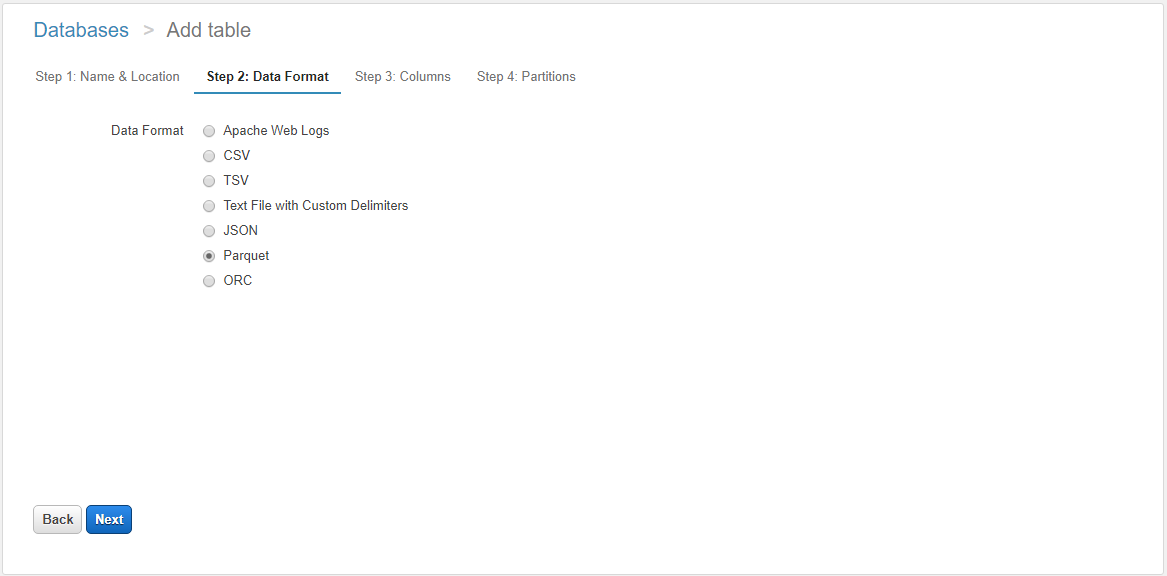 Databases > Add table
Step 1: Name & Location Step 2: Data Format Step 3: Columns Step 4: Partitions
Data Format Apache Web Logs
CSV
TSV
Text File with Custom Delimiters
JSON
Parquet
ORC
Back Next